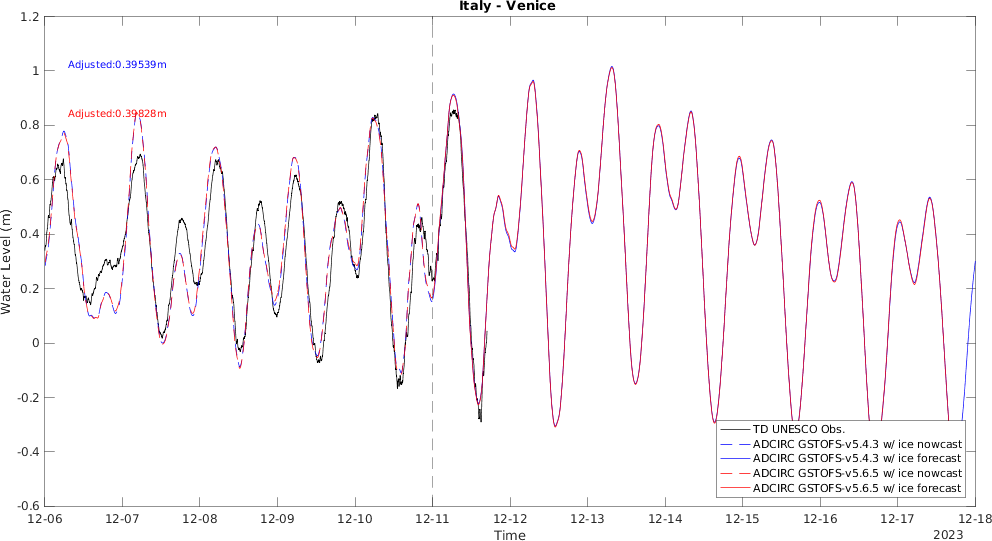 Italy - Venice
1.2
1
0.8
0.6
0.4
0.2
0
-0.2
-0.4
-0.6
Water Level (m)
Adjusted:0.39539m
Adjusted:0.39828m
TD UNESCO Obs.
ADCIRC GSTOFS-v5.4.3 w/ ice nowcast
ADCIRC GSTOFS-v5.4.3 w/ ice forecast
ADCIRC GSTOFS-v5.6.5 w/ ice nowcast
ADCIRC GSTOFS-v5.6.5 w/ ice forecast
12-06 12-07 12-08 12-09 12-10 12-11 12-12 12-13 12-14 12-15 12-16 12-17 12-18
Time
2023